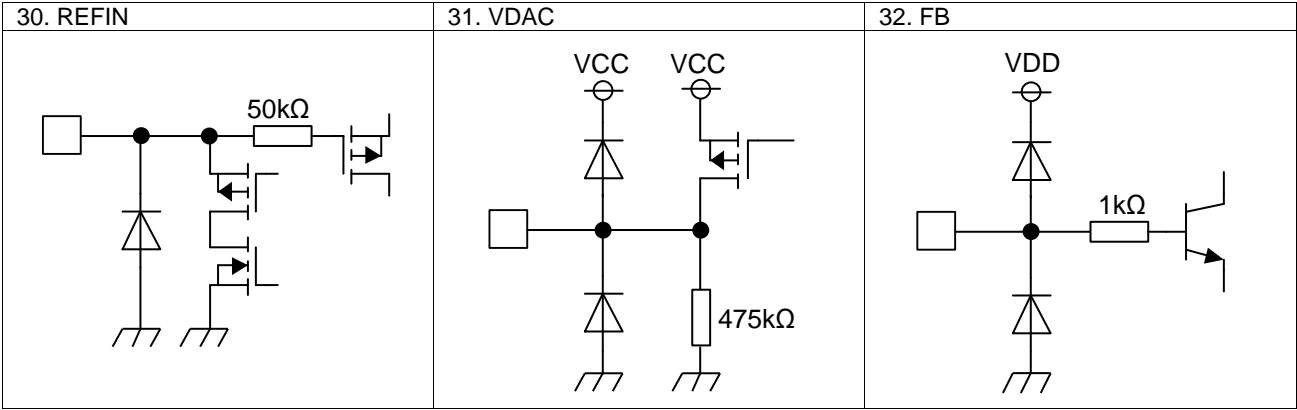 30. REFIN
31. VDAC
32. FB
50kΩ
VCC
VCC
475kΩ
VDD
1kΩ